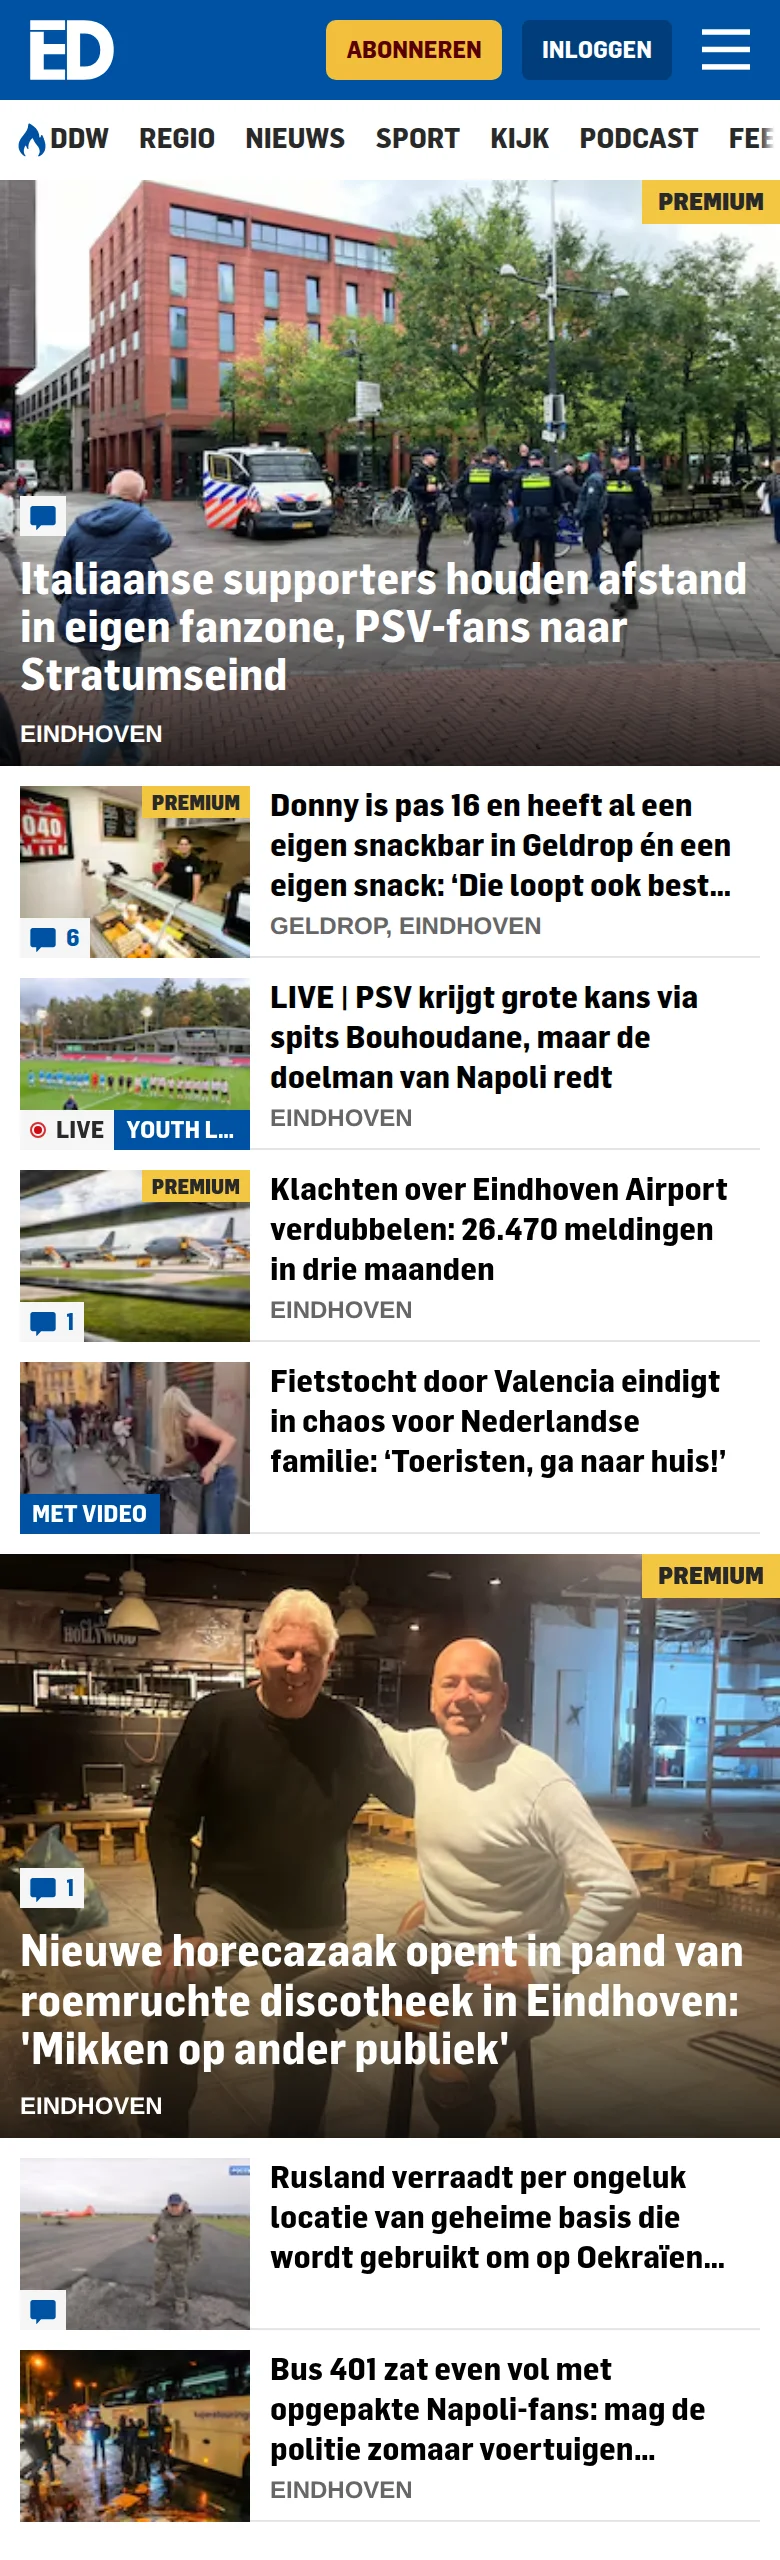 ED
ABONNEREN
INLOGGEN
DDW REGIO NIEUWS SPORT KIJK PODCAST FEE
PREMIUM
Italiaanse supporters houden afstand
in eigen fanzone, PSV-fans naar
Stratumseind
EINDHOVEN
040
PREMIUM
6
Donny is pas 16 en heeft al een
eigen snackbar in Geldrop én een
eigen snack: ‘Die loopt ook best...
GELDROP, EINDHOVEN
LIVE YOUTH L...
LIVE | PSV krijgt grote kans via
spits Bouhoudane, maar de
doelman van Napoli redt
EINDHOVEN
PREMIUM
1
Klachten over Eindhoven Airport
verdubbelen: 26.470 meldingen
in drie maanden
EINDHOVEN
MET VIDEO
Fietstocht door Valencia eindigt
in chaos voor Nederlandse
familie: ‘Toeristen, ga naar huis!’
PREMIUM
HOLLYWOOD
1
Nieuwe horecazaak opent in pand van
roemruchte discotheek in Eindhoven:
'Mikken op ander publiek'
EINDHOVEN
Rusland verraadt per ongeluk
locatie van geheime basis die
wordt gebruikt om op Oekraïen...
Bus 401 zat even vol met
opgepakte Napoli-fans: mag de
politie zomaar voertuigen...
EINDHOVEN